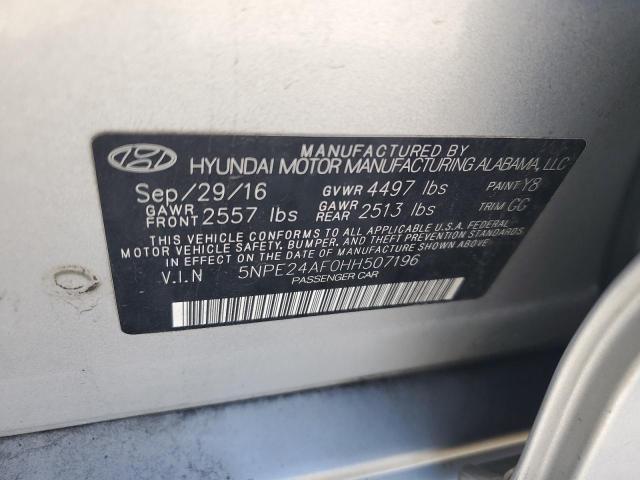 MANUFACTURED BY
HYUNDAI MOTOR MANUFACTURING ALABAMA, LLC
Sep/29/16 GVWR 4497 lbs PAINT Y8
GAWR FRONT 2557 lbs GAWR REAR 2513 lbs TRIM GC
THIS VEHICLE CONFORMS TO ALL APPLICABLE U.S.A. FEDERAL
MOTOR VEHICLE SAFETY, BUMPER, AND THEFT PREVENTION STANDARDS
IN EFFECT ON THE DATE OF MANUFACTURE SHOWN ABOVE.
V.I.N 5NPE24AF0HH507196
PASSENGER CAR